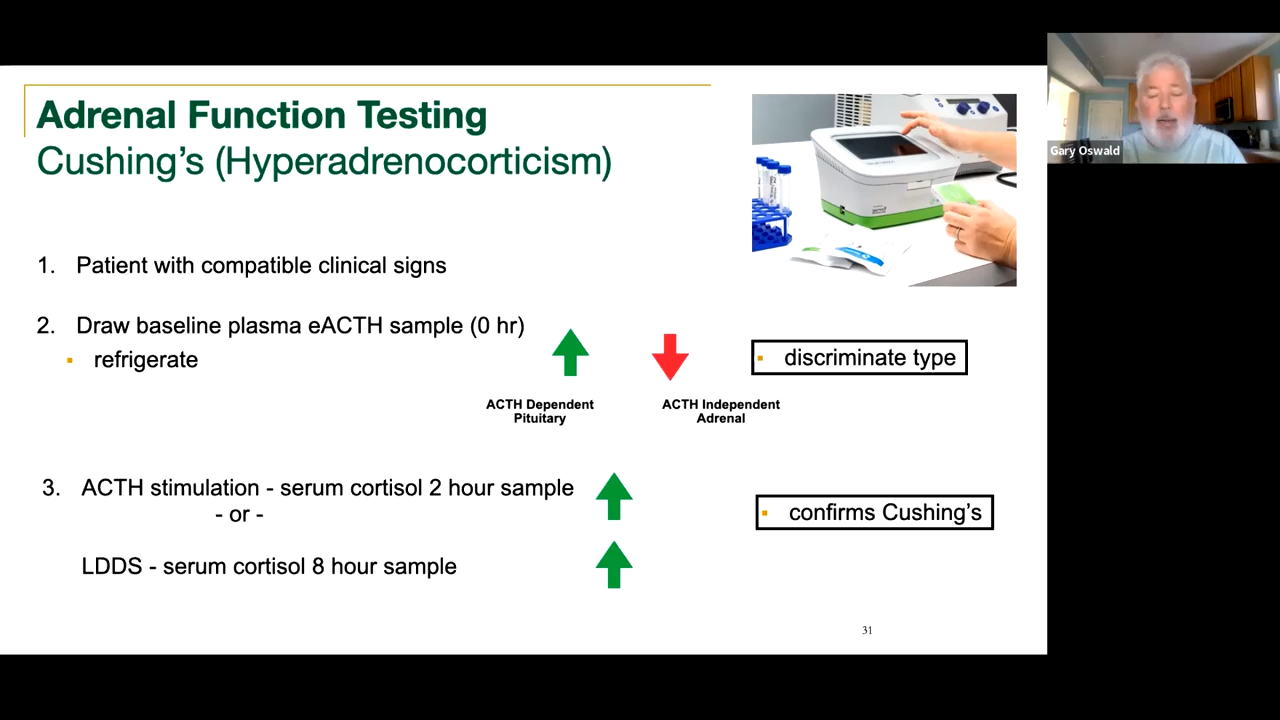 Adrenal Function Testing
Cushing's (Hyperadrenocorticism)
Gary Oswald
1. Patient with compatible clinical signs
2. Draw baseline plasma eACTH sample (0 hr)
▪ refrigerate
▪ discriminate type
ACTH Dependent
Pituitary
ACTH Independent
Adrenal
3. ACTH stimulation - serum cortisol 2 hour sample
- or -
▪ confirms Cushing's
LDDS - serum cortisol 8 hour sample
31